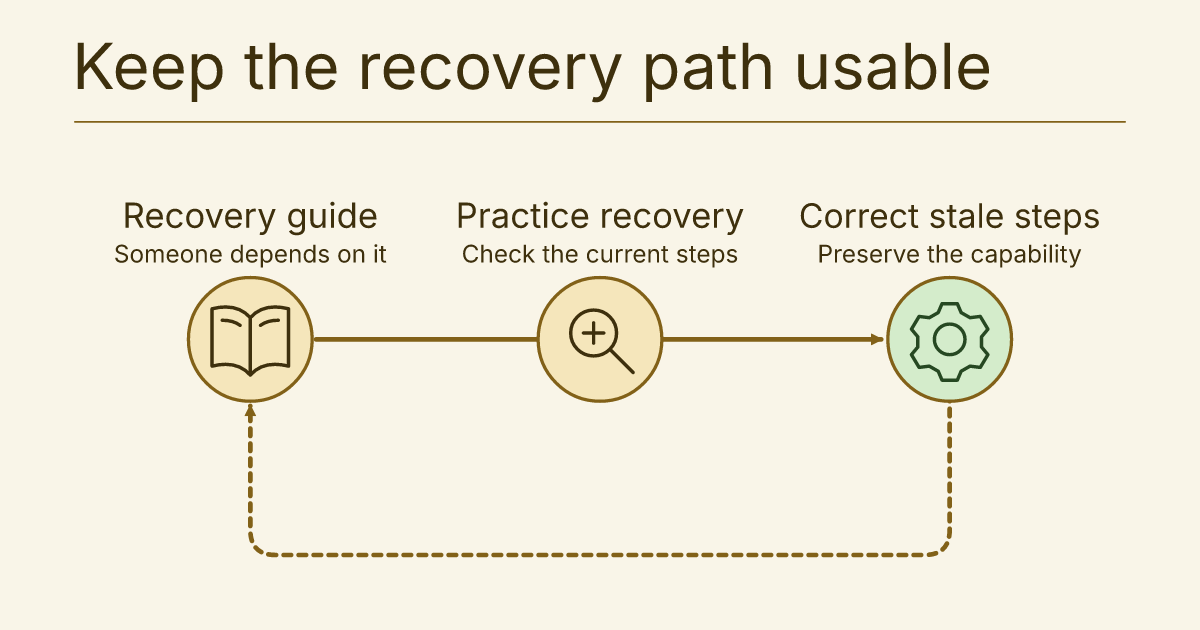 Keep the recovery path usable
Recovery guide
Someone depends on it
Practice recovery
Check the current steps
Correct stale steps
Preserve the capability